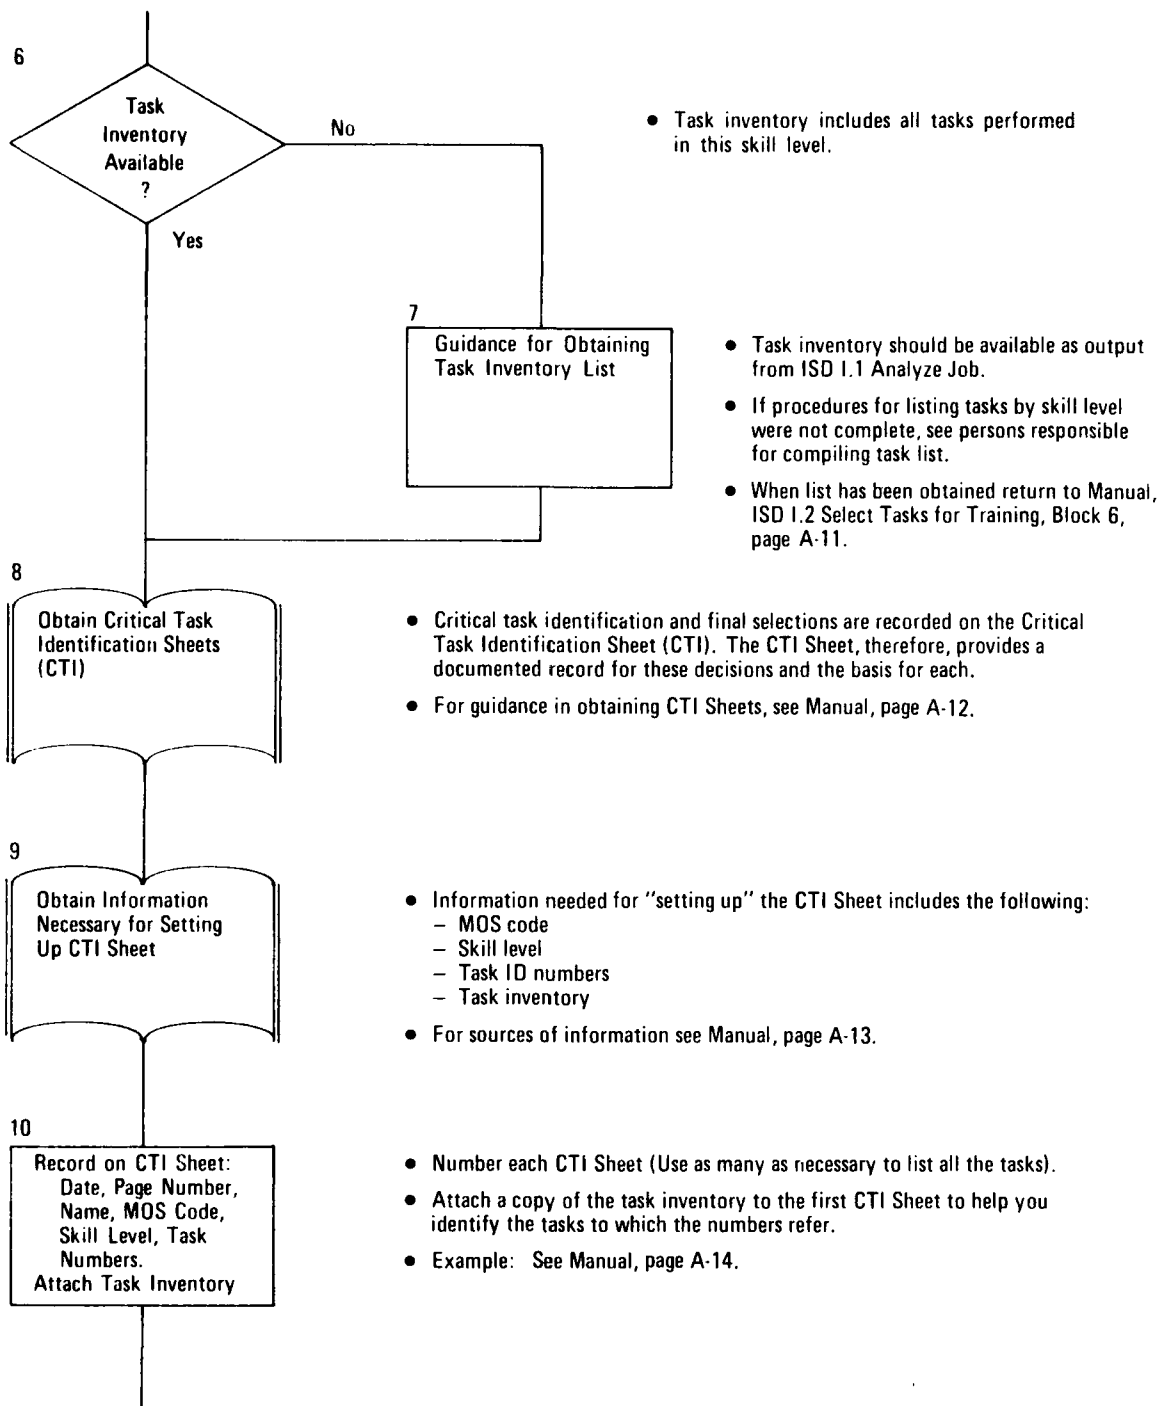 6
Task
Inventory
Available
?
No
Yes
• Task inventory includes all tasks performed
in this skill level.
7
Guidance for Obtaining
Task Inventory List
• Task inventory should be available as output
from ISD I.1 Analyze Job.
• If procedures for listing tasks by skill level
were not complete, see persons responsible
for compiling task list.
• When list has been obtained return to Manual,
ISD I.2 Select Tasks for Training, Block 6,
page A-11.
8
Obtain Critical Task
Identification Sheets
(CTI)
• Critical task identification and final selections are recorded on the Critical
Task Identification Sheet (CTI). The CTI Sheet, therefore, provides a
documented record for these decisions and the basis for each.
• For guidance in obtaining CTI Sheets, see Manual, page A-12.
9
Obtain Information
Necessary for Setting
Up CTI Sheet
• Information needed for "setting up" the CTI Sheet includes the following:
– MOS code
– Skill level
– Task ID numbers
– Task inventory
• For sources of information see Manual, page A-13.
10
Record on CTI Sheet:
Date, Page Number,
Name, MOS Code,
Skill Level, Task
Numbers.
Attach Task Inventory
• Number each CTI Sheet (Use as many as necessary to list all the tasks).
• Attach a copy of the task inventory to the first CTI Sheet to help you
identify the tasks to which the numbers refer.
• Example: See Manual, page A-14.